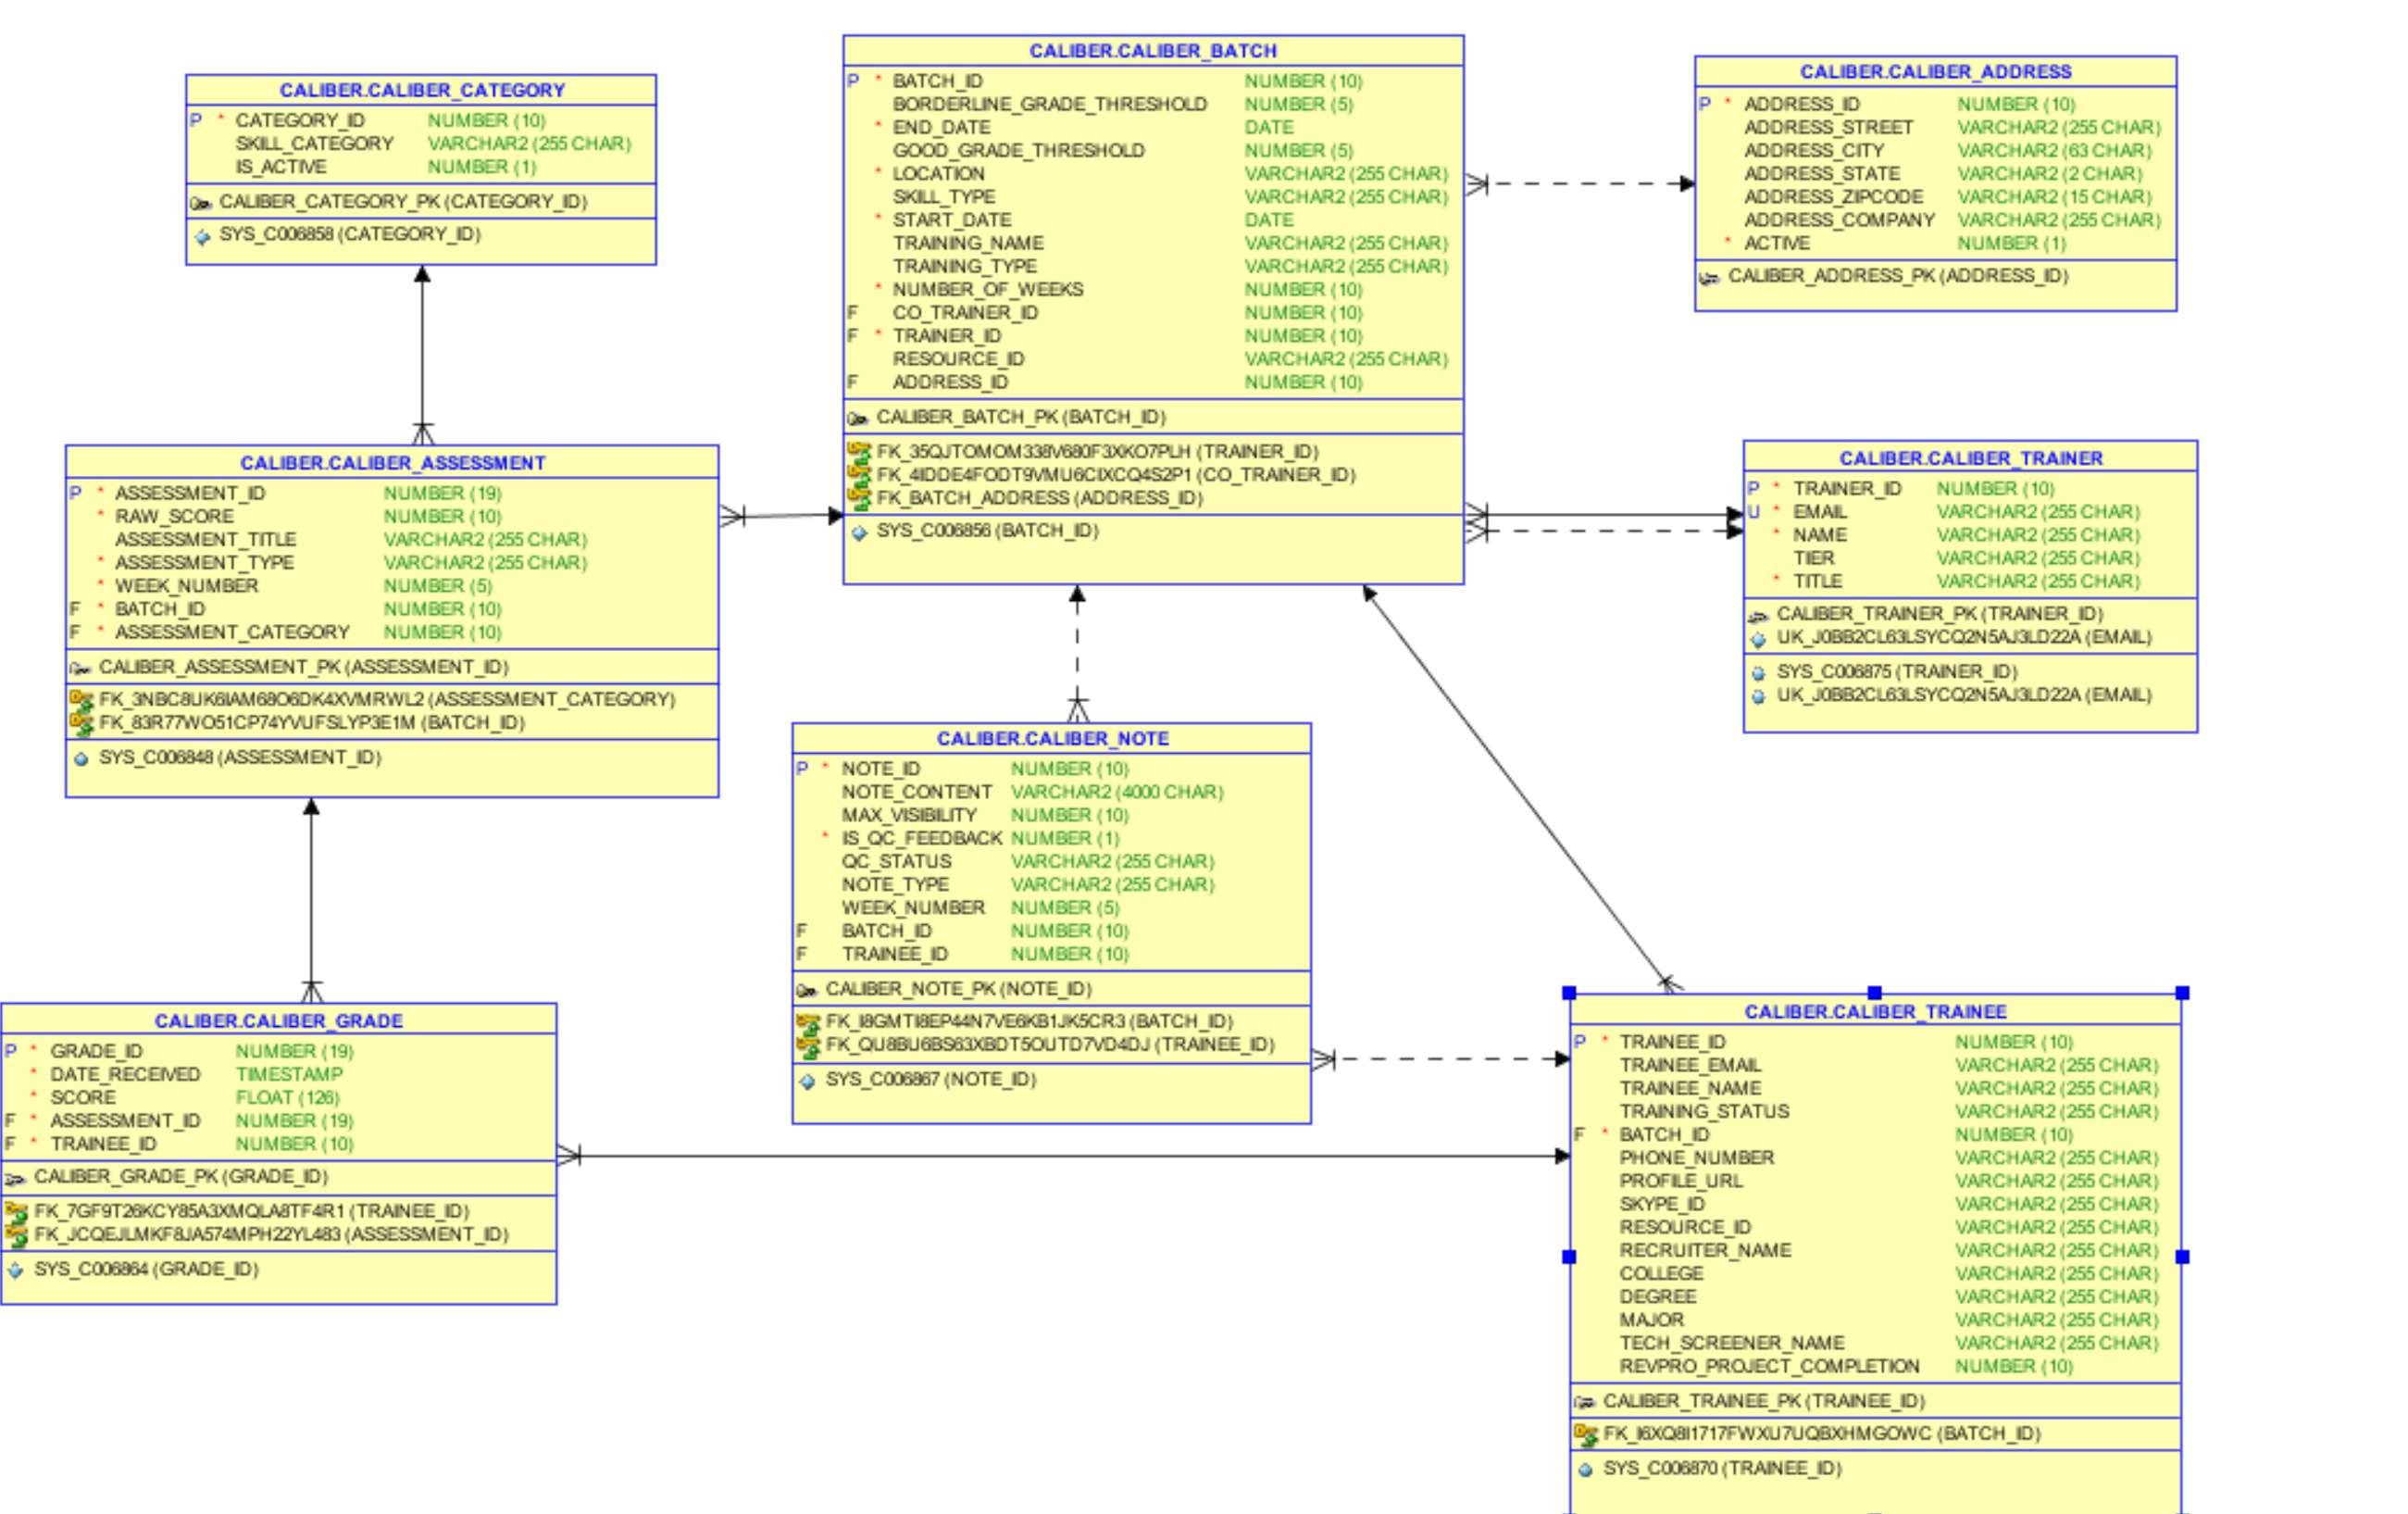 CALIBER.CALIBER_CATEGORY
P * CATEGORY_ID NUMBER (10)
SKILL_CATEGORY VARCHAR2 (255 CHAR)
IS_ACTIVE NUMBER (1)
CALIBER_CATEGORY_PK (CATEGORY_ID)
SYS_C006858 (CATEGORY_ID)
CALIBER.CALIBER_BATCH
P * BATCH_ID NUMBER (10)
BORDERLINE_GRADE_THRESHOLD NUMBER (5)
* END_DATE DATE
GOOD_GRADE_THRESHOLD NUMBER (5)
* LOCATION VARCHAR2 (255 CHAR)
SKILL_TYPE VARCHAR2 (255 CHAR)
* START_DATE DATE
TRAINING_NAME VARCHAR2 (255 CHAR)
TRAINING_TYPE VARCHAR2 (255 CHAR)
* NUMBER_OF_WEEKS NUMBER (10)
F CO_TRAINER_ID NUMBER (10)
F * TRAINER_ID NUMBER (10)
RESOURCE_ID VARCHAR2 (255 CHAR)
F ADDRESS_ID NUMBER (10)
CALIBER_BATCH_PK (BATCH_ID)
FK_35QJTOMOM338V680F3XKO7PLH (TRAINER_ID)
FK_4IDDE4FODT9VMU6CIXCQ4S2P1 (CO_TRAINER_ID)
FK_BATCH_ADDRESS (ADDRESS_ID)
SYS_C006856 (BATCH_ID)
CALIBER.CALIBER_ADDRESS
P * ADDRESS_ID NUMBER (10)
ADDRESS_STREET VARCHAR2 (255 CHAR)
ADDRESS_CITY VARCHAR2 (63 CHAR)
ADDRESS_STATE VARCHAR2 (2 CHAR)
ADDRESS_ZIPCODE VARCHAR2 (15 CHAR)
ADDRESS_COMPANY VARCHAR2 (255 CHAR)
* ACTIVE NUMBER (1)
CALIBER_ADDRESS_PK (ADDRESS_ID)
CALIBER.CALIBER_ASSESSMENT
P * ASSESSMENT_ID NUMBER (19)
* RAW_SCORE NUMBER (10)
ASSESSMENT_TITLE VARCHAR2 (255 CHAR)
* ASSESSMENT_TYPE VARCHAR2 (255 CHAR)
* WEEK_NUMBER NUMBER (5)
F * BATCH_ID NUMBER (10)
F * ASSESSMENT_CATEGORY NUMBER (10)
CALIBER_ASSESSMENT_PK (ASSESSMENT_ID)
FK_3NBC8UK6IAM68O6DK4XVMRWL2 (ASSESSMENT_CATEGORY)
FK_83R77WO51CP74YVUFSLYP3E1M (BATCH_ID)
SYS_C006848 (ASSESSMENT_ID)
CALIBER.CALIBER_TRAINER
P * TRAINER_ID NUMBER (10)
U * EMAIL VARCHAR2 (255 CHAR)
* NAME VARCHAR2 (255 CHAR)
TIER VARCHAR2 (255 CHAR)
* TITLE VARCHAR2 (255 CHAR)
CALIBER_TRAINER_PK (TRAINER_ID)
UK_J0BB2CL63LSYCQ2N5AJ3LD22A (EMAIL)
SYS_C006875 (TRAINER_ID)
UK_J0BB2CL63LSYCQ2N5AJ3LD22A (EMAIL)
CALIBER.CALIBER_NOTE
P * NOTE_ID NUMBER (10)
NOTE_CONTENT VARCHAR2 (4000 CHAR)
MAX_VISIBILITY NUMBER (10)
* IS_QC_FEEDBACK NUMBER (1)
QC_STATUS VARCHAR2 (255 CHAR)
NOTE_TYPE VARCHAR2 (255 CHAR)
WEEK_NUMBER NUMBER (5)
F BATCH_ID NUMBER (10)
F TRAINEE_ID NUMBER (10)
CALIBER_NOTE_PK (NOTE_ID)
FK_I8GMTI8EP44N7VE6KB1JK5CR3 (BATCH_ID)
FK_QU8BU6BS63XBDT5OUTD7VD4DJ (TRAINEE_ID)
SYS_C006867 (NOTE_ID)
CALIBER.CALIBER_GRADE
P * GRADE_ID NUMBER (19)
* DATE_RECEIVED TIMESTAMP
* SCORE FLOAT (126)
F * ASSESSMENT_ID NUMBER (19)
F * TRAINEE_ID NUMBER (10)
CALIBER_GRADE_PK (GRADE_ID)
FK_7GF9T26KCY85A3XMQLA8TF4R1 (TRAINEE_ID)
FK_JCQEJLMKF8JA574MPH22YL483 (ASSESSMENT_ID)
SYS_C006864 (GRADE_ID)
CALIBER.CALIBER_TRAINEE
P * TRAINEE_ID NUMBER (10)
TRAINEE_EMAIL VARCHAR2 (255 CHAR)
TRAINEE_NAME VARCHAR2 (255 CHAR)
TRAINING_STATUS VARCHAR2 (255 CHAR)
F * BATCH_ID NUMBER (10)
PHONE_NUMBER VARCHAR2 (255 CHAR)
PROFILE_URL VARCHAR2 (255 CHAR)
SKYPE_ID VARCHAR2 (255 CHAR)
RESOURCE_ID VARCHAR2 (255 CHAR)
RECRUITER_NAME VARCHAR2 (255 CHAR)
COLLEGE VARCHAR2 (255 CHAR)
DEGREE VARCHAR2 (255 CHAR)
MAJOR VARCHAR2 (255 CHAR)
TECH_SCREENER_NAME VARCHAR2 (255 CHAR)
REVPRO_PROJECT_COMPLETION NUMBER (10)
CALIBER_TRAINEE_PK (TRAINEE_ID)
FK_I6XQ8I1717FWXU7UQBXHMGOWC (BATCH_ID)
SYS_C006870 (TRAINEE_ID)